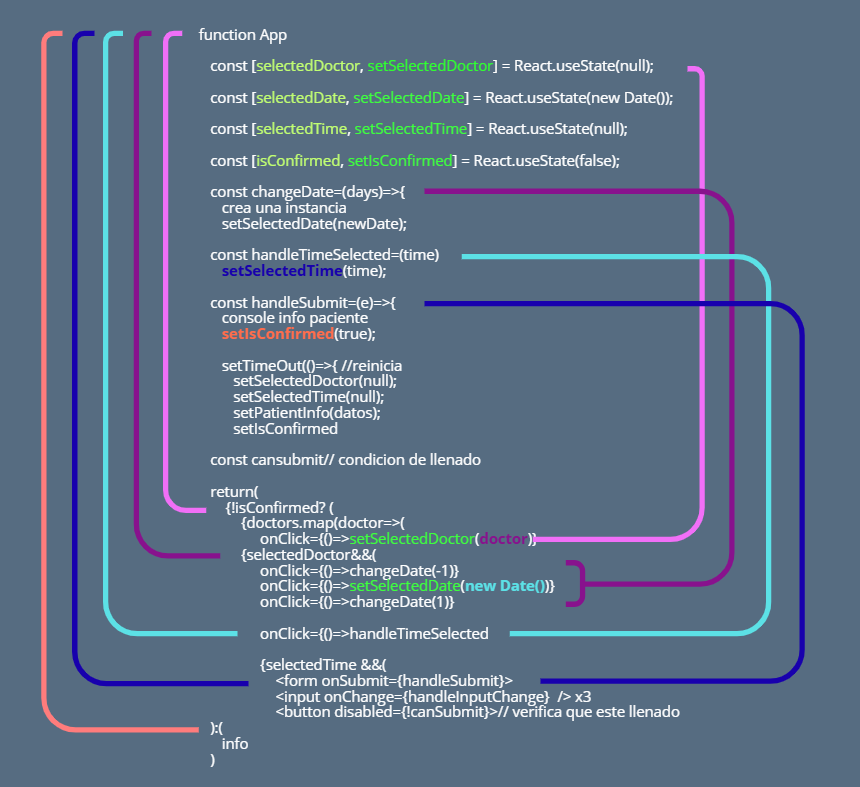 function App
const [selectedDoctor, setSelectedDoctor] = React.useState(null);
const [selectedDate, setSelectedDate] = React.useState(new Date());
const [selectedTime, setSelectedTime] = React.useState(null);
const [isConfirmed, setIsConfirmed] = React.useState(false);
const changeDate=(days)=>{
crea una instancia
setSelectedDate(newDate);
const handleTimeSelected=(time)
setSelectedTime(time);
const handleSubmit=(e)=>{
console info paciente
setIsConfirmed(true);
setTimeOut(()=>{ //reinicia
setSelectedDoctor(null);
setSelectedTime(null);
setPatientInfo(datos);
setIsConfirmed
const cansubmit// condicion de llenado
return(
{!isConfirmed? (
{doctors.map(doctor=>(
onClick={()=>setSelectedDoctor(doctor)}
{selectedDoctor&&(
onClick={()=>changeDate(-1)}
onClick={()=>setSelectedDate(new Date())}
onClick={()=>changeDate(1)}
onClick={()=>handleTimeSelected
{selectedTime &&(
<form onSubmit={handleSubmit}>
<input onChange={handleInputChange}  /> x3
<button disabled={!canSubmit}>// verifica que este llenado
):(
info
)